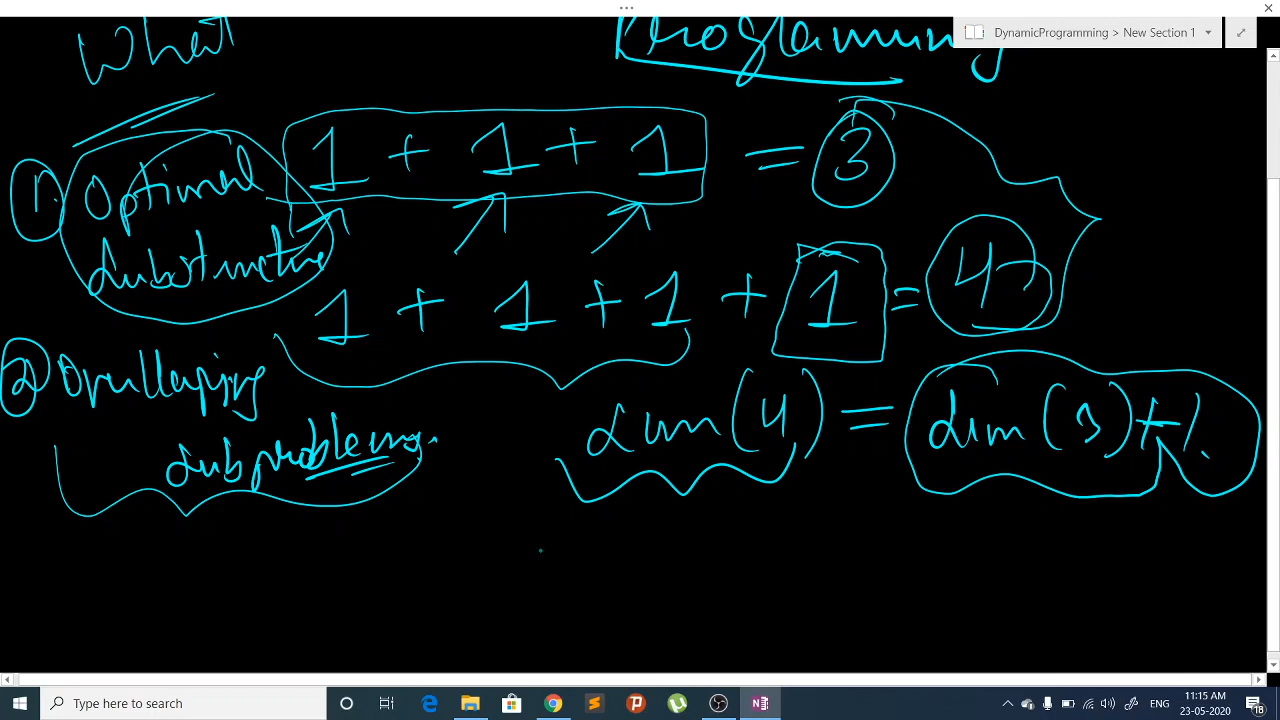 What Programming
DynamicProgramming > New Section 1
1 + 1 + 1 = 3
1. Optimal
Substructure
1 + 1 + 1 + 1 = 4
2 Overlapping
Subproblems.
Sum(4) = Sum(3)+1.
Type here to search
11:15 AM
23-05-2020
18